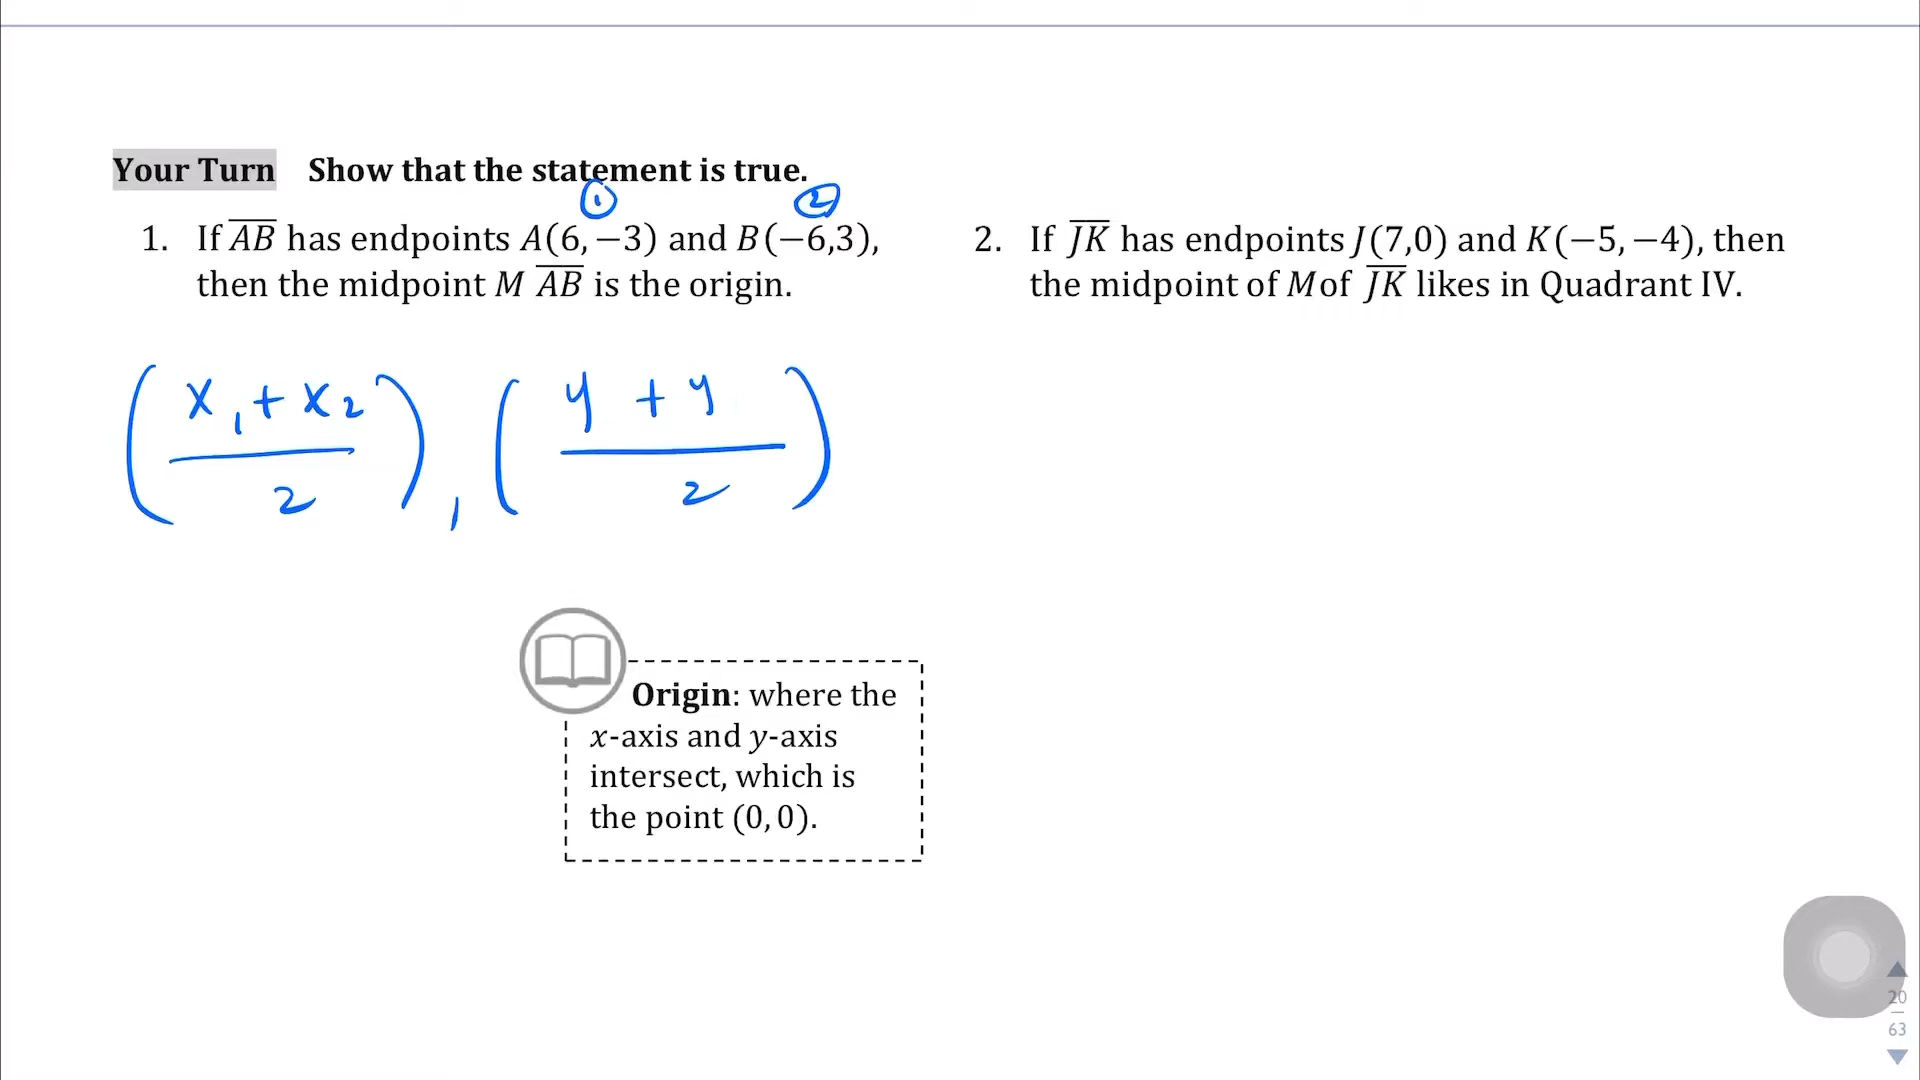 Your Turn Show that the statement is true.
① ②
1. If AB has endpoints A(6, −3) and B(−6,3),
then the midpoint M AB is the origin.
2. If JK has endpoints J(7,0) and K(−5, −4), then
the midpoint of Mof JK likes in Quadrant IV.
(x₁ + x₂ / 2), (y + y / 2)
Origin: where the
x-axis and y-axis
intersect, which is
the point (0, 0).
20
63